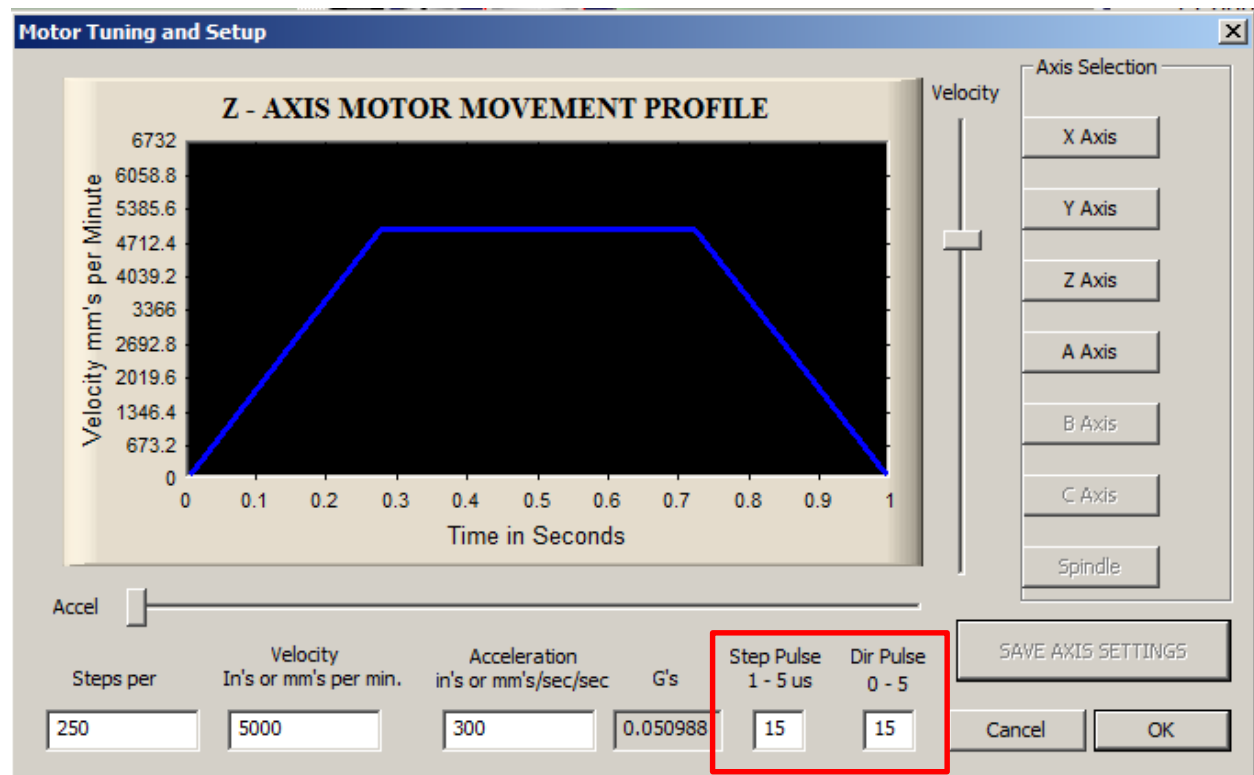 Motor Tuning and Setup
Z - AXIS MOTOR MOVEMENT PROFILE
Velocity mm's per Minute
6732
6058.8
5385.6
4712.4
4039.2
3366
2692.8
2019.6
1346.4
673.2
0
0 0.1 0.2 0.3 0.4 0.5 0.6 0.7 0.8 0.9 1
Time in Seconds
Velocity
Axis Selection
X Axis
Y Axis
Z Axis
A Axis
B Axis
C Axis
Spindle
Accel
Steps per
250
Velocity
In's or mm's per min.
5000
Acceleration
in's or mm's/sec/sec
300
G's
0.050988
Step Pulse
1 - 5 us
15
Dir Pulse
0 - 5
15
SAVE AXIS SETTINGS
Cancel
OK